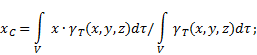 x_C = ∫_V x · γ_T(x, y, z)dτ / ∫_V γ_T(x, y, z)dτ;